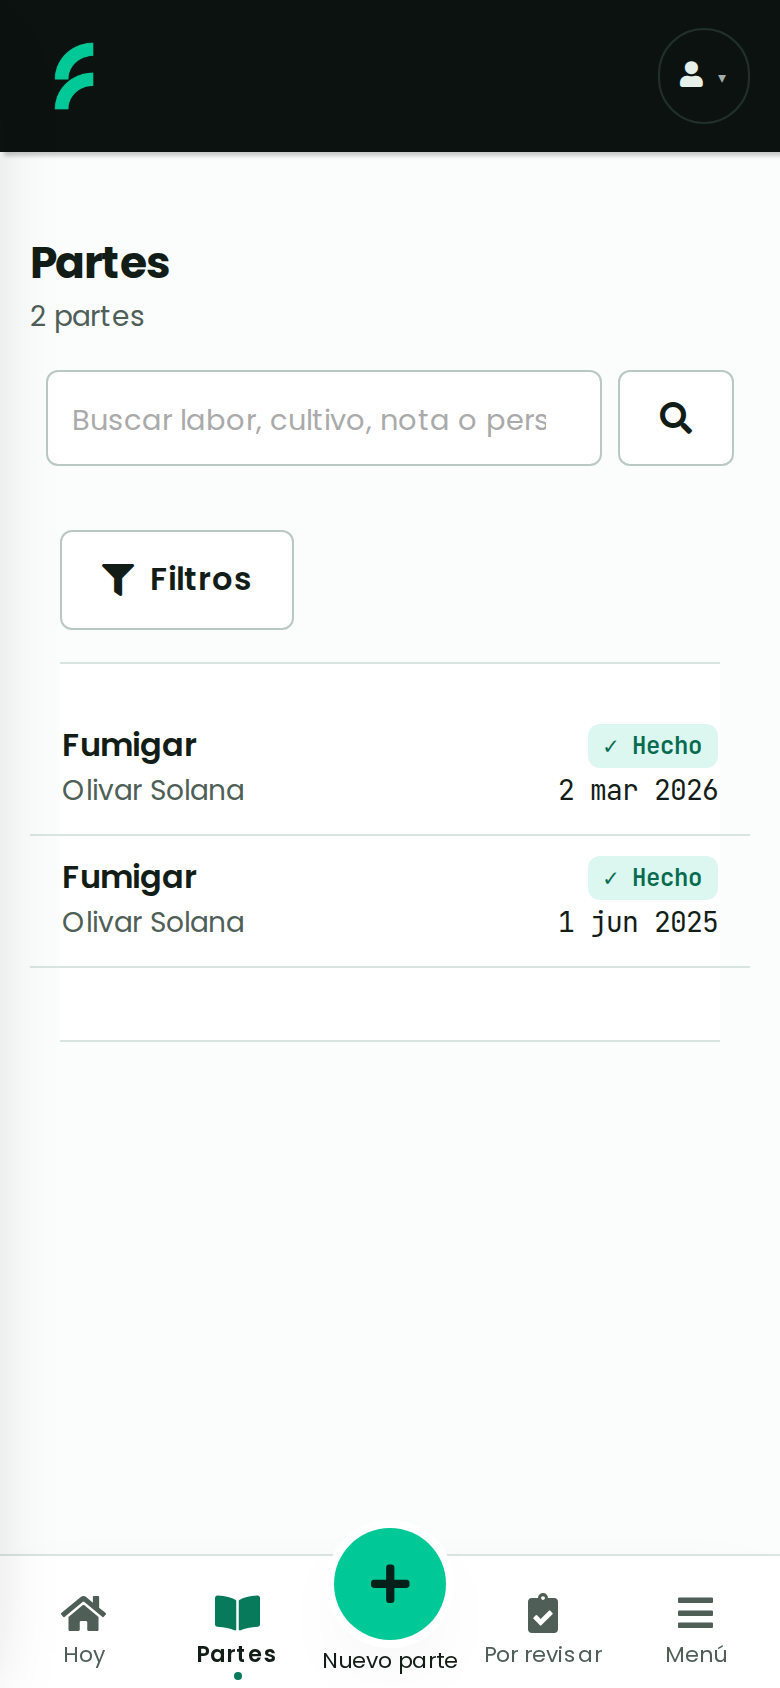 Partes
2 partes
Buscar labor, cultivo, nota o pers
Filtros
Fumigar
✓ Hecho
Olivar Solana
2 mar 2026
Fumigar
✓ Hecho
Olivar Solana
1 jun 2025
Hoy
Partes
Nuevo parte
Por revisar
Menú